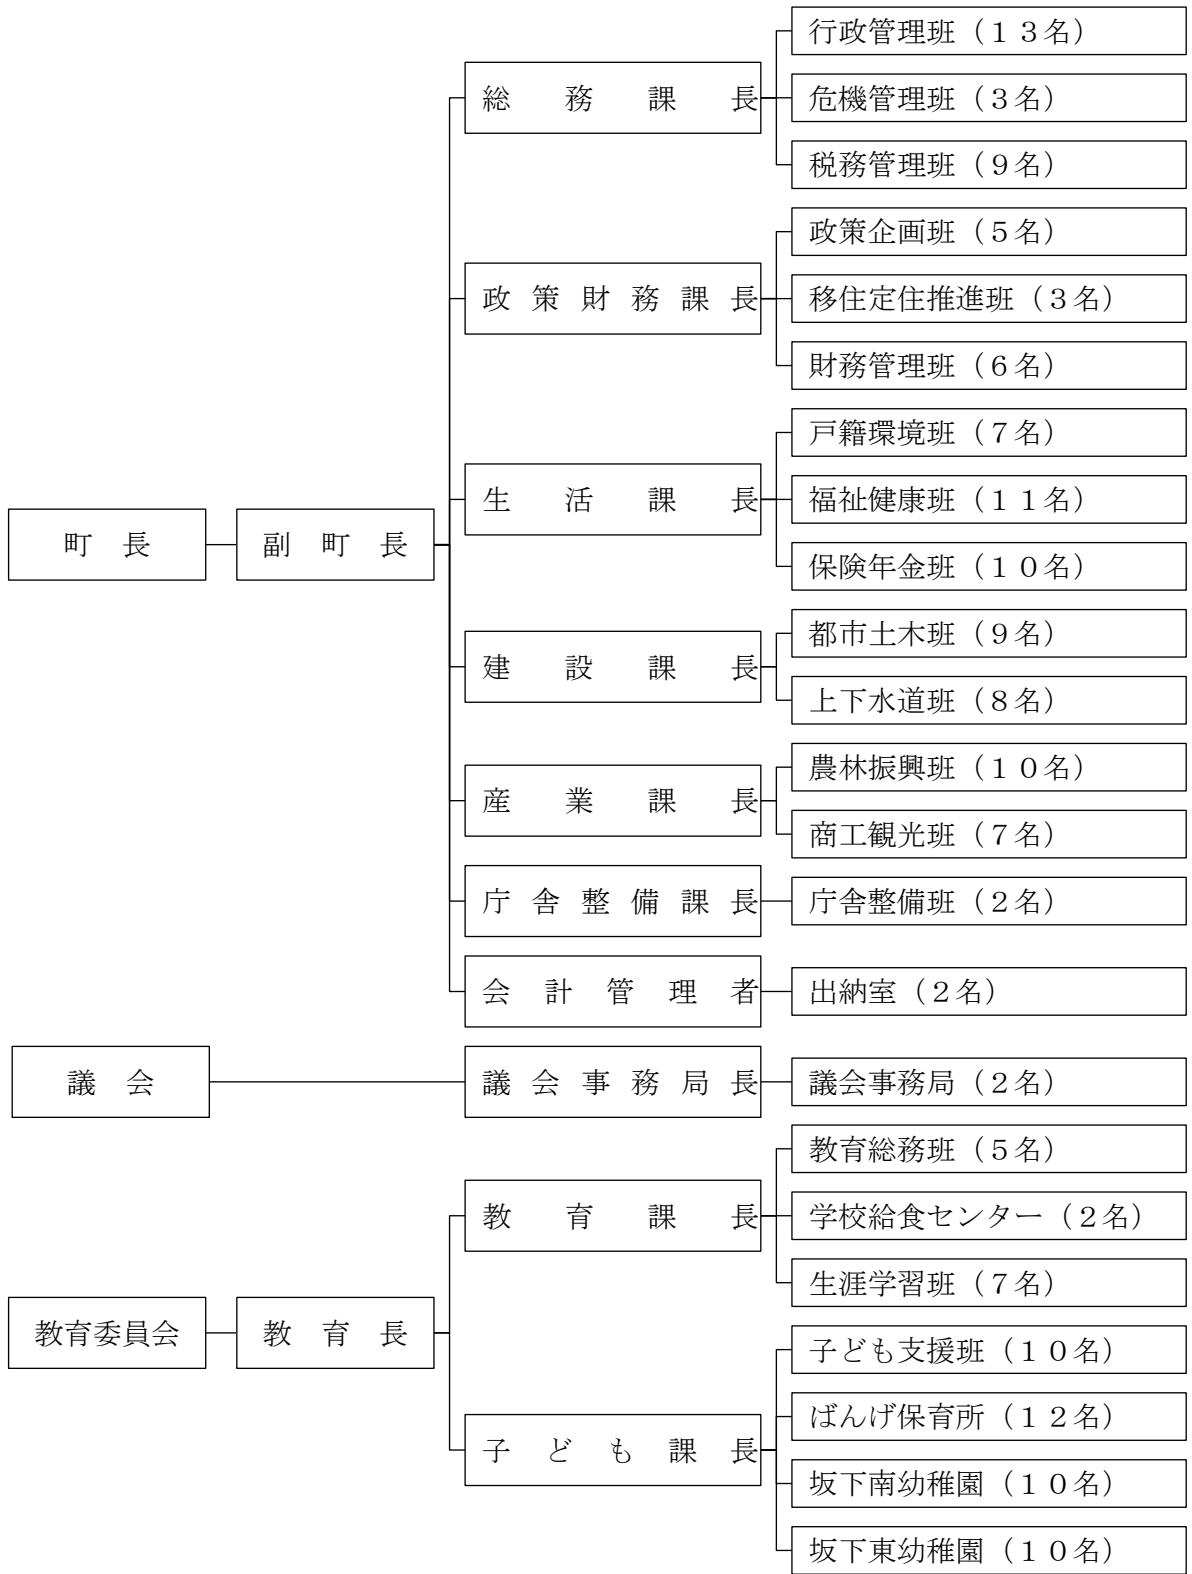 行政管理班（１３名）
総務課長
危機管理班（３名）
税務管理班（９名）
政策企画班（５名）
政策財務課長
移住定住推進班（３名）
財務管理班（６名）
戸籍環境班（７名）
生活課長
福祉健康班（１１名）
町長
副町長
保険年金班（１０名）
都市土木班（９名）
建設課長
上下水道班（８名）
農林振興班（１０名）
産業課長
商工観光班（７名）
庁舎整備課長
庁舎整備班（２名）
会計管理者
出納室（２名）
議会
議会事務局長
議会事務局（２名）
教育総務班（５名）
教育課長
学校給食センター（２名）
生涯学習班（７名）
教育委員会
教育長
子ども支援班（１０名）
ばんげ保育所（１２名）
子ども課長
坂下南幼稚園（１０名）
坂下東幼稚園（１０名）